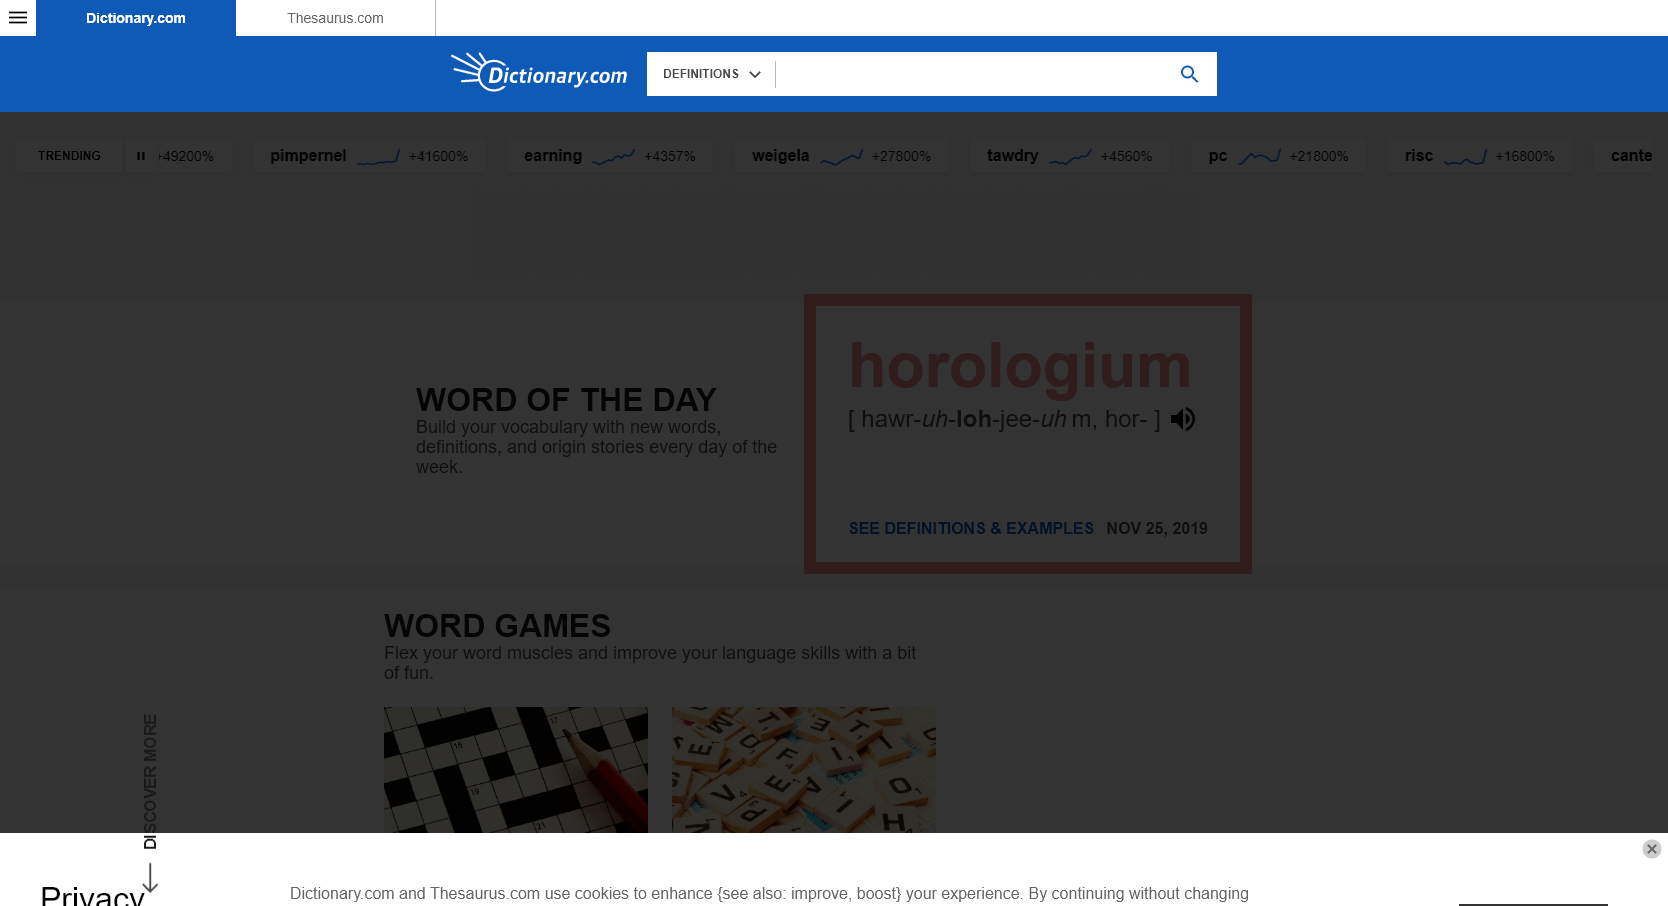 Dictionary.com Thesaurus.com
Dictionary.com DEFINITIONS
TRENDING +49200% pimpernel +41600% earning +4357% weigela +27800% tawdry +4560% pc +21800% risc +16800% cante
horologium
[ hawr-uh-loh-jee-uh m, hor- ]
WORD OF THE DAY
Build your vocabulary with new words,
definitions, and origin stories every day of the
week.
SEE DEFINITIONS & EXAMPLES NOV 25, 2019
WORD GAMES
Flex your word muscles and improve your language skills with a bit
of fun.
DISCOVER MORE
Privacy
Dictionary.com and Thesaurus.com use cookies to enhance {see also: improve, boost} your experience. By continuing without changing